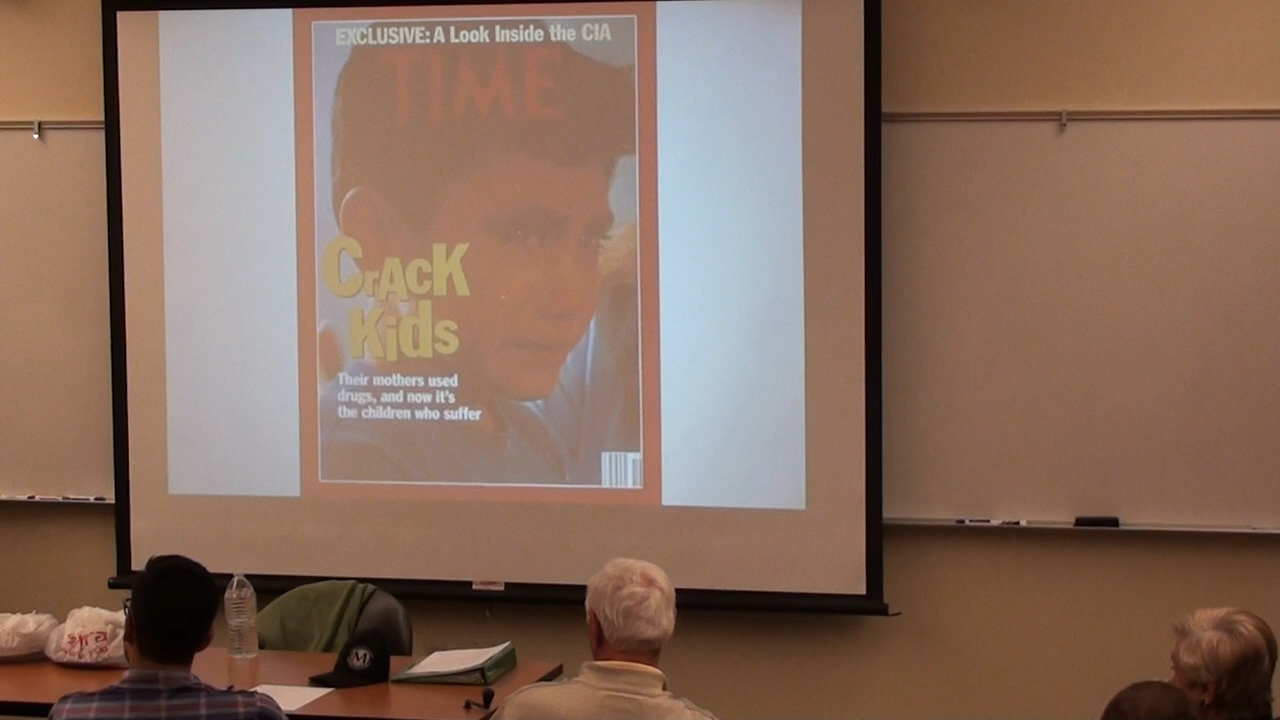 EXCLUSIVE: A Look Inside the CIA
TIME
CrAcK
Kids
Their mothers used
drugs, and now it's
the children who suffer
M